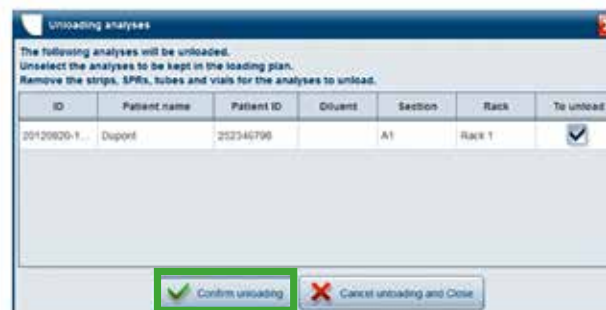 Unloading analyses
The following analyses will be unloaded.
Unselect the analyses to be kept in the loading plan.
Remove the strips, SPRs, tubes and vials for the analyses to unload.
ID Patient name Patient ID Diluent Section Rack To unload
20120820-1... Dupont 252346798 A1 Rack 1
Confirm unloading Cancel unloading and Close